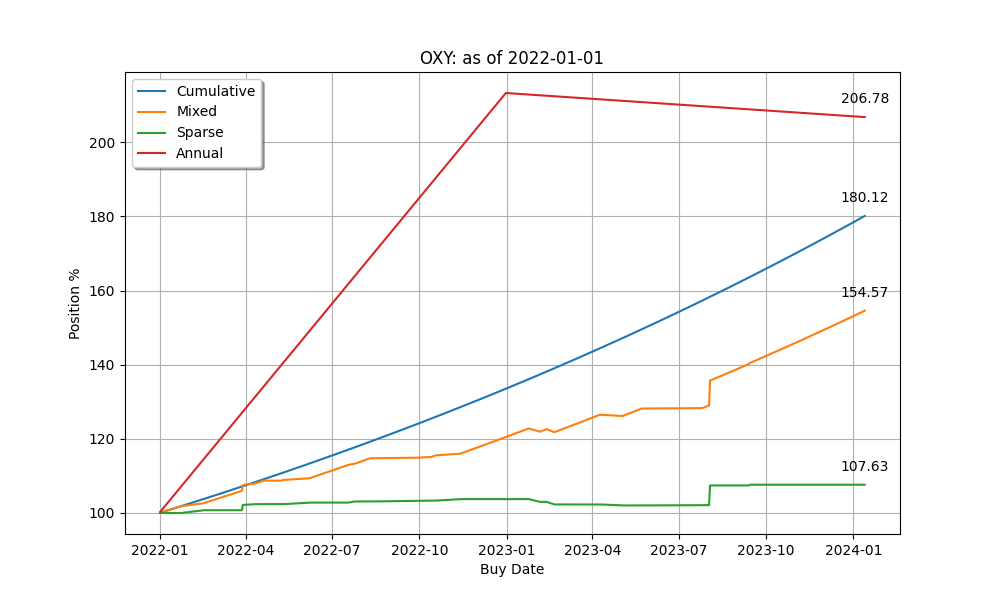 OXY: as of 2022-01-01
Cumulative
Mixed
Sparse
Annual
206.78
180.12
154.57
107.63
200
180
160
140
120
100
Position %
2022-01 2022-04 2022-07 2022-10 2023-01 2023-04 2023-07 2023-10 2024-01
Buy Date